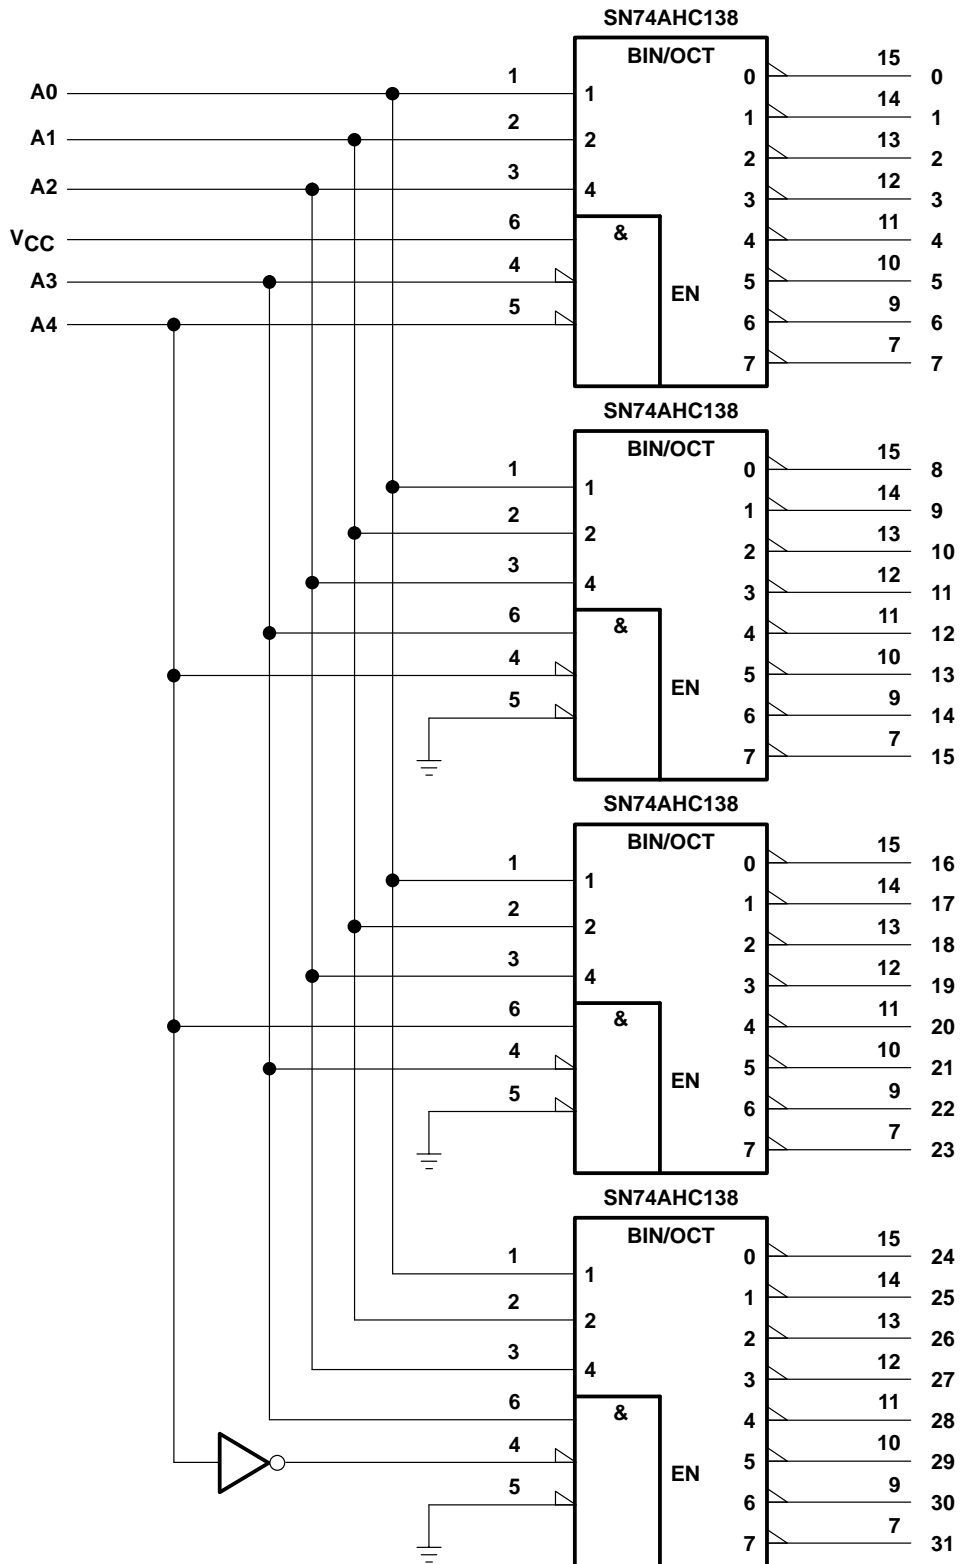 SN74AHC138
BIN/OCT
A0 1 1 0 15 0
A1 2 2 1 14 1
A2 3 4 2 13 2
3 12 3
VCC 6 & 4 11 4
A3 4 5 10 5
A4 5 EN 6 9 6
7 7 7
SN74AHC138
BIN/OCT
1 1 0 15 8
2 2 1 14 9
3 4 2 13 10
3 12 11
6 & 4 11 12
4 5 10 13
5 EN 6 9 14
7 7 15
SN74AHC138
BIN/OCT
1 1 0 15 16
2 2 1 14 17
3 4 2 13 18
3 12 19
6 & 4 11 20
4 5 10 21
5 EN 6 9 22
7 7 23
SN74AHC138
BIN/OCT
1 1 0 15 24
2 2 1 14 25
3 4 2 13 26
3 12 27
6 & 4 11 28
4 5 10 29
5 EN 6 9 30
7 7 31